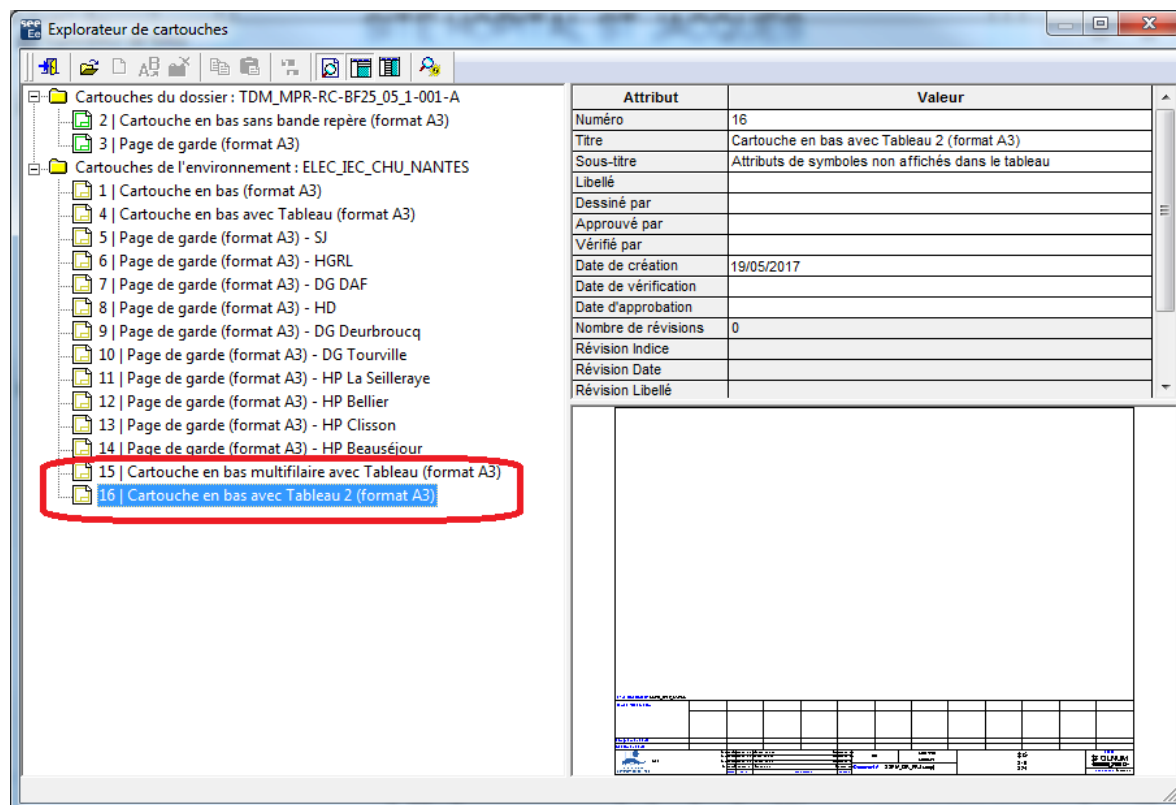 SITE HOPITAL ST JACQUES
see Ee
Explorateur de cartouches
Cartouches du dossier : TDM_MPR-RC-BF25_05_1-001-A
2 | Cartouche en bas sans bande repère (format A3)
3 | Page de garde (format A3)
Cartouches de l'environnement : ELEC_IEC_CHU_NANTES
1 | Cartouche en bas (format A3)
4 | Cartouche en bas avec Tableau (format A3)
5 | Page de garde (format A3) - SJ
6 | Page de garde (format A3) - HGRL
7 | Page de garde (format A3) - DG DAF
8 | Page de garde (format A3) - HD
9 | Page de garde (format A3) - DG Deurbroucq
10 | Page de garde (format A3) - DG Tourville
11 | Page de garde (format A3) - HP La Seilleraye
12 | Page de garde (format A3) - HP Bellier
13 | Page de garde (format A3) - HP Clisson
14 | Page de garde (format A3) - HP Beauséjour
15 | Cartouche en bas multifilaire avec Tableau (format A3)
16 | Cartouche en bas avec Tableau 2 (format A3)
Attribut Valeur
Numéro 16
Titre Cartouche en bas avec Tableau 2 (format A3)
Sous-titre Attributs de symboles non affichés dans le tableau
Libellé
Dessiné par
Approuvé par
Vérifié par
Date de création 19/05/2017
Date de vérification
Date d'approbation
Nombre de révisions 0
Révision Indice
Révision Date
Révision Libellé